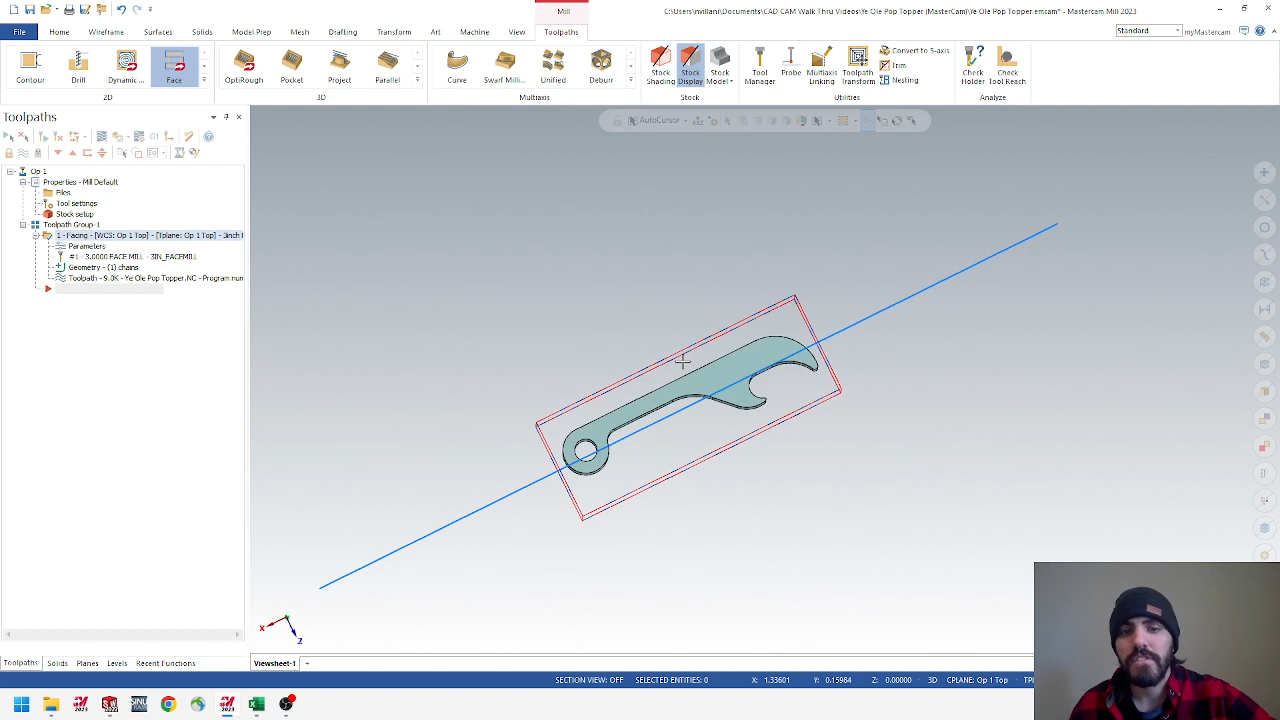 Mill
C:\Users\mvillani\Documents\CAD CAM Walk Thru Videos\Ye Ole Pop Topper (MasterCam)\Ye Ole Pop Topper.emcam* - Mastercam Mill 2023
File Home Wireframe Surfaces Solids Model Prep Mesh Drafting Transform Art Machine View Toolpaths
Standard
myMastercam
Contour Drill Dynamic ... Face
OptiRough Pocket Project Parallel
Curve Swarf Milli... Unified Deburr
Stock Shading Stock Display Stock Model
Tool Manager Probe Multiaxis Linking Toolpath Transform
Convert to 5-axis
Trim
Nesting
Check Holder Check Tool Reach
2D 3D Multiaxis Stock Utilities Analyze
Toolpaths
AutoCursor
G1
Op 1
Properties - Mill Default
Files
Tool settings
Stock setup
Toolpath Group-1
1 - Facing - [WCS: Op 1 Top] - [Tplane: Op 1 Top] - 3inch
Parameters
#1 - 3.0000 FACE MILL - 3IN_FACEMILL
Geometry - (1) chains
Toolpath - 9.0K - Ye Ole Pop Topper.NC - Program num
X
Z
Toolpaths Solids Planes Levels Recent Functions
Viewsheet-1 +
SECTION VIEW: OFF SELECTED ENTITIES: 0 X: 1.33601 Y: 0.15984 Z: 0.00000 3D CPLANE: Op 1 Top
2023
2023